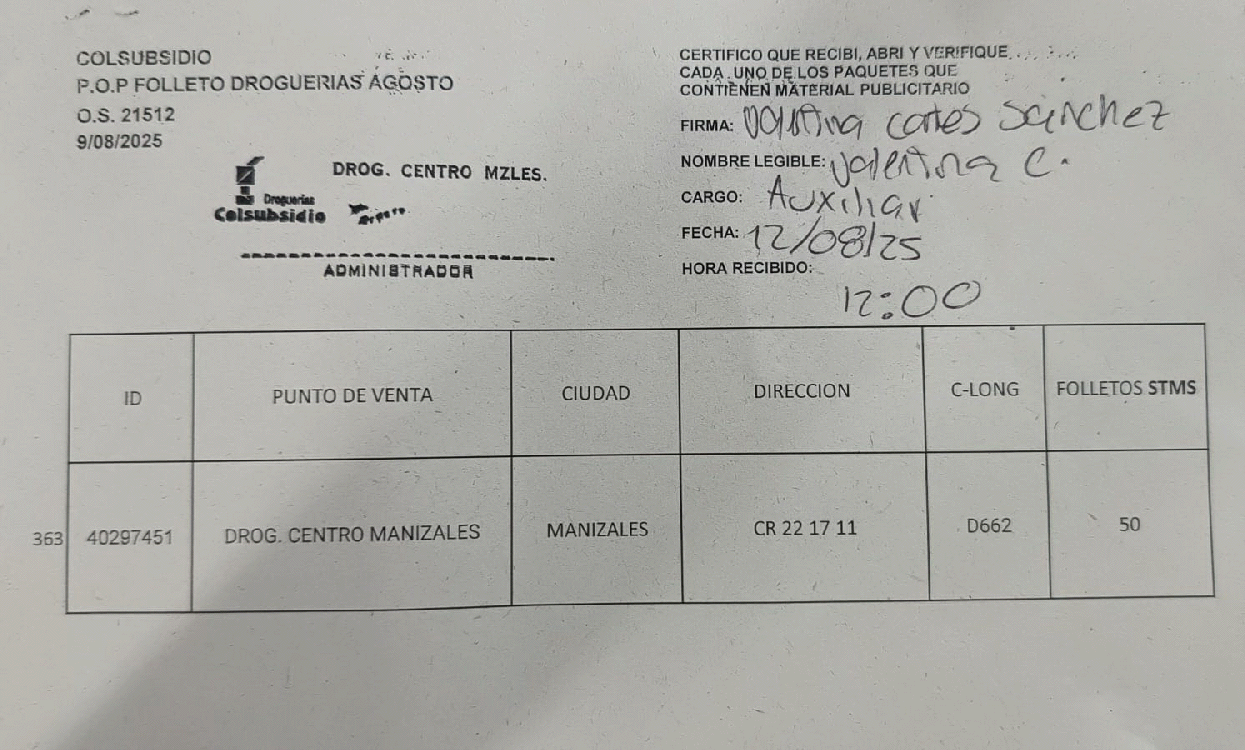 COLSUBSIDIO
P.O.P FOLLETO DROGUERIAS AGOSTO
O.S. 21512
9/08/2025
DROG. CENTRO MZLES.
Droguerías
Colsubsidio
ADMINISTRADOR
CERTIFICO QUE RECIBI, ABRI Y VERIFIQUE
CADA UNO DE LOS PAQUETES QUE
CONTIENEN MATERIAL PUBLICITARIO
FIRMA: Valentina cortes Sánchez
NOMBRE LEGIBLE: Valentina C.
CARGO: Auxiliar
FECHA: 12/08/25
HORA RECIBIDO:
12:00
ID PUNTO DE VENTA CIUDAD DIRECCION C-LONG FOLLETOS STMS
363 40297451 DROG. CENTRO MANIZALES MANIZALES CR 22 17 11 D662 50